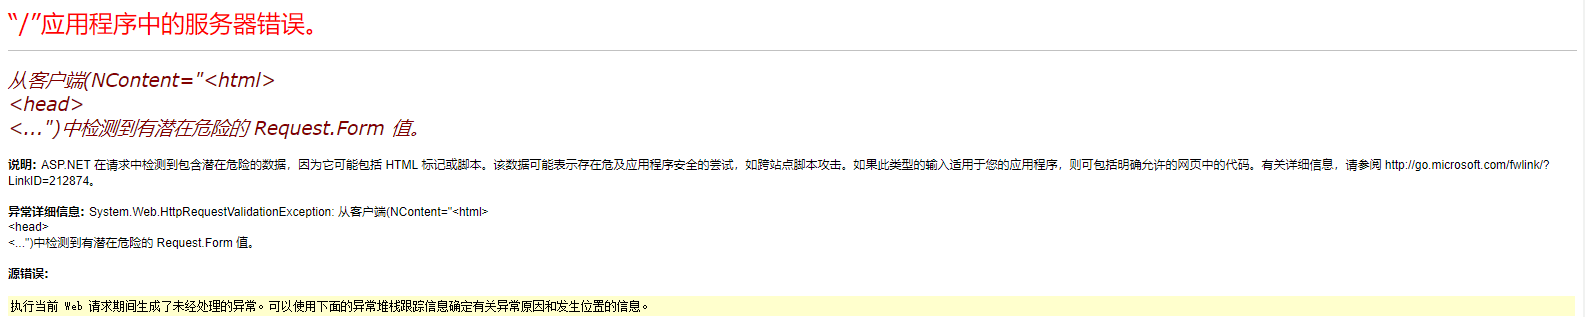 “/”应用程序中的服务器错误。
从客户端(NContent="<html>
<head>
<...")中检测到有潜在危险的 Request.Form 值。
说明: ASP.NET 在请求中检测到包含潜在危险的数据，因为它可能包括 HTML 标记或脚本。该数据可能表示存在危及应用程序安全的尝试，如跨站点脚本攻击。如果此类型的输入适用于您的应用程序，则可包括明确允许的网页中的代码。有关详细信息，请参阅 http://go.microsoft.com/fwlink/?
LinkID=212874。
异常详细信息: System.Web.HttpRequestValidationException: 从客户端(NContent="<html>
<head>
<...")中检测到有潜在危险的 Request.Form 值。
源错误:
执行当前 Web 请求期间生成了未经处理的异常。可以使用下面的异常堆栈跟踪信息确定有关异常原因和发生位置的信息。